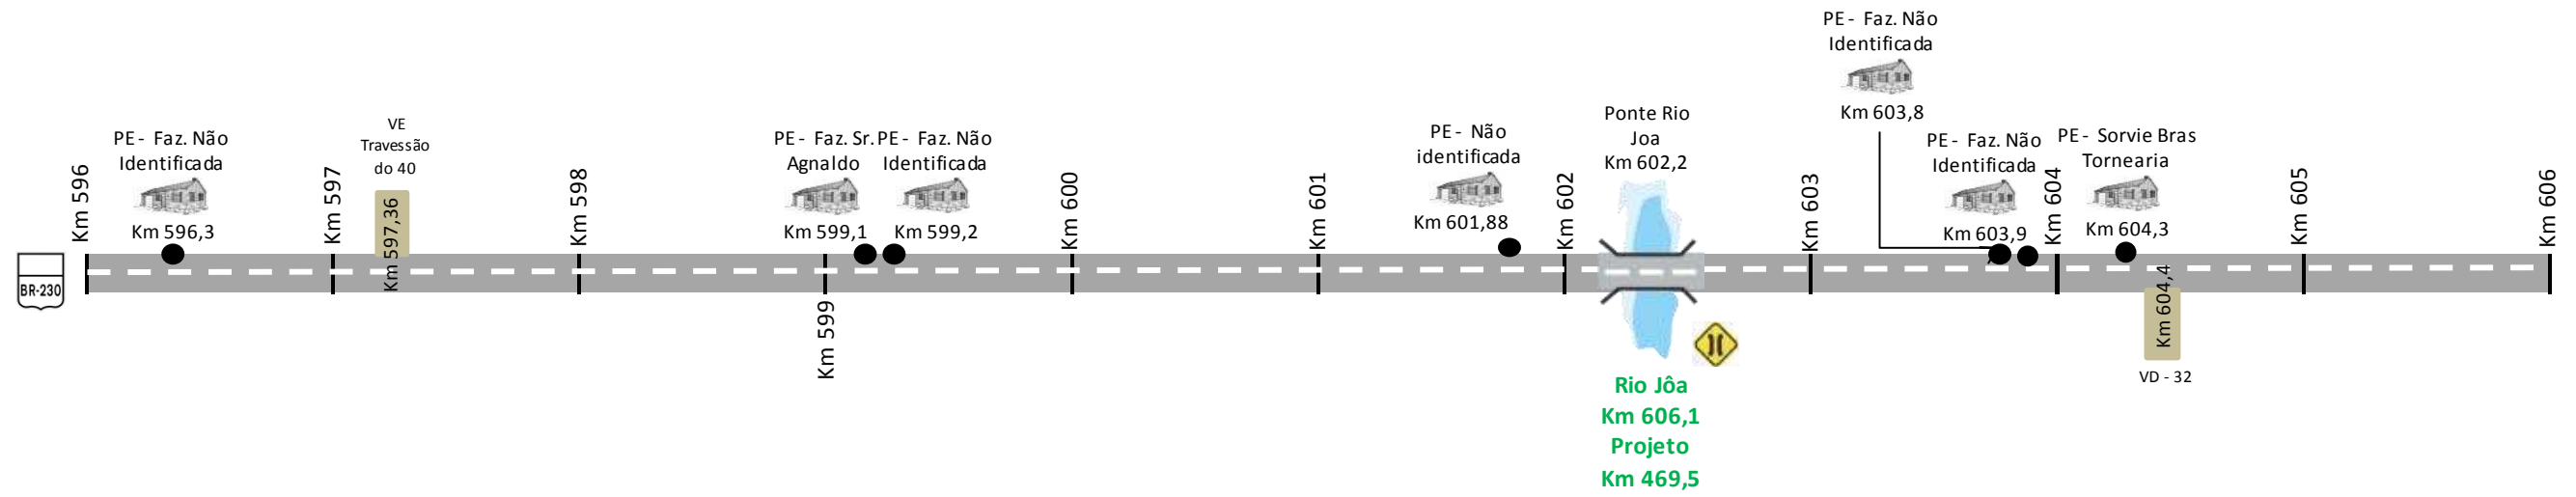 BR-230
Km 596
PE - Faz. Não
Identificada
Km 596,3
Km 597
VE
Travessão
do 40
Km 597,36
Km 598
PE - Faz. Sr.
Agnaldo
Km 599,1
Km 599
PE - Faz. Não
Identificada
Km 599,2
Km 600
Km 601
PE - Não
identificada
Km 601,88
Km 602
Ponte Rio
Joa
Km 602,2
Rio Jôa
Km 606,1
Projeto
Km 469,5
Km 603
PE - Faz. Não
Identificada
Km 603,8
PE - Faz. Não
Identificada
Km 603,9
Km 604
PE - Sorvie Bras
Tornearia
Km 604,3
Km 604,4
VD - 32
Km 605
Km 606